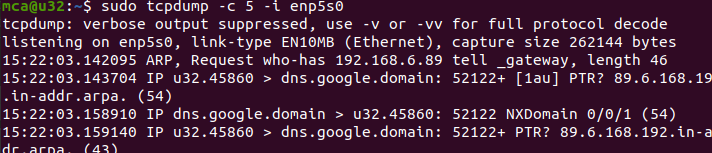 mca@u32:~$ sudo tcpdump -c 5 -i enp5s0
tcpdump: verbose output suppressed, use -v or -vv for full protocol decode
listening on enp5s0, link-type EN10MB (Ethernet), capture size 262144 bytes
15:22:03.142095 ARP, Request who-has 192.168.6.89 tell _gateway, length 46
15:22:03.143704 IP u32.45860 > dns.google.domain: 52122+ [1au] PTR? 89.6.168.19
.in-addr.arpa. (54)
15:22:03.158910 IP dns.google.domain > u32.45860: 52122 NXDomain 0/0/1 (54)
15:22:03.159140 IP u32.45860 > dns.google.domain: 52122+ PTR? 89.6.168.192.in-a
dr.arpa. (43)